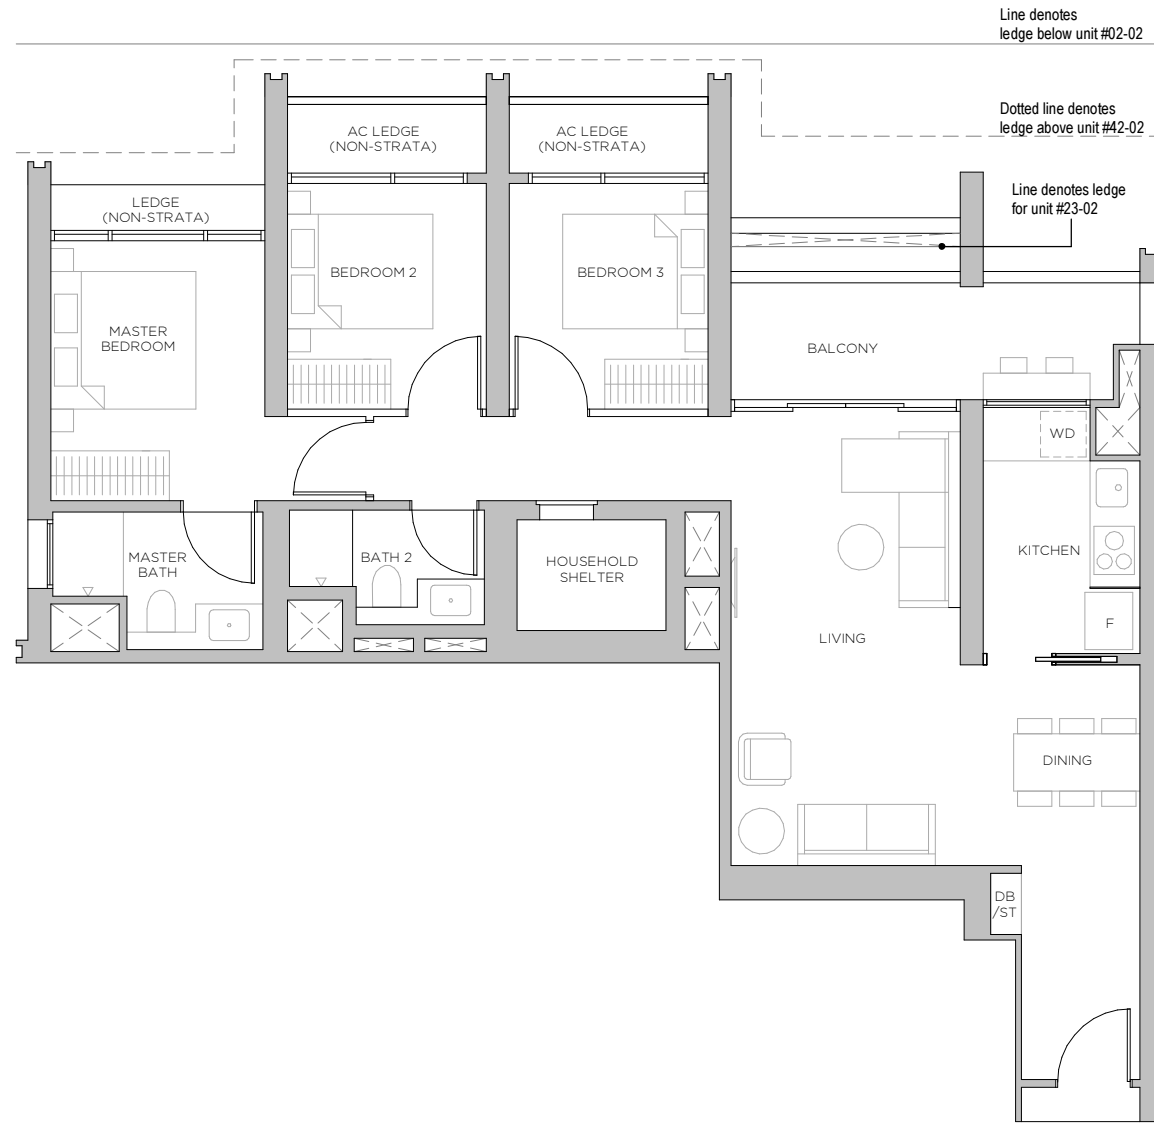 Line denotes
ledge below unit #02-02
Dotted line denotes
ledge above unit #42-02
AC LEDGE
(NON-STRATA)
AC LEDGE
(NON-STRATA)
Line denotes ledge
for unit #23-02
LEDGE
(NON-STRATA)
BEDROOM 2
BEDROOM 3
MASTER
BEDROOM
BALCONY
WD
MASTER
BATH
BATH 2
HOUSEHOLD
SHELTER
KITCHEN
F
LIVING
DINING
DB
/ST